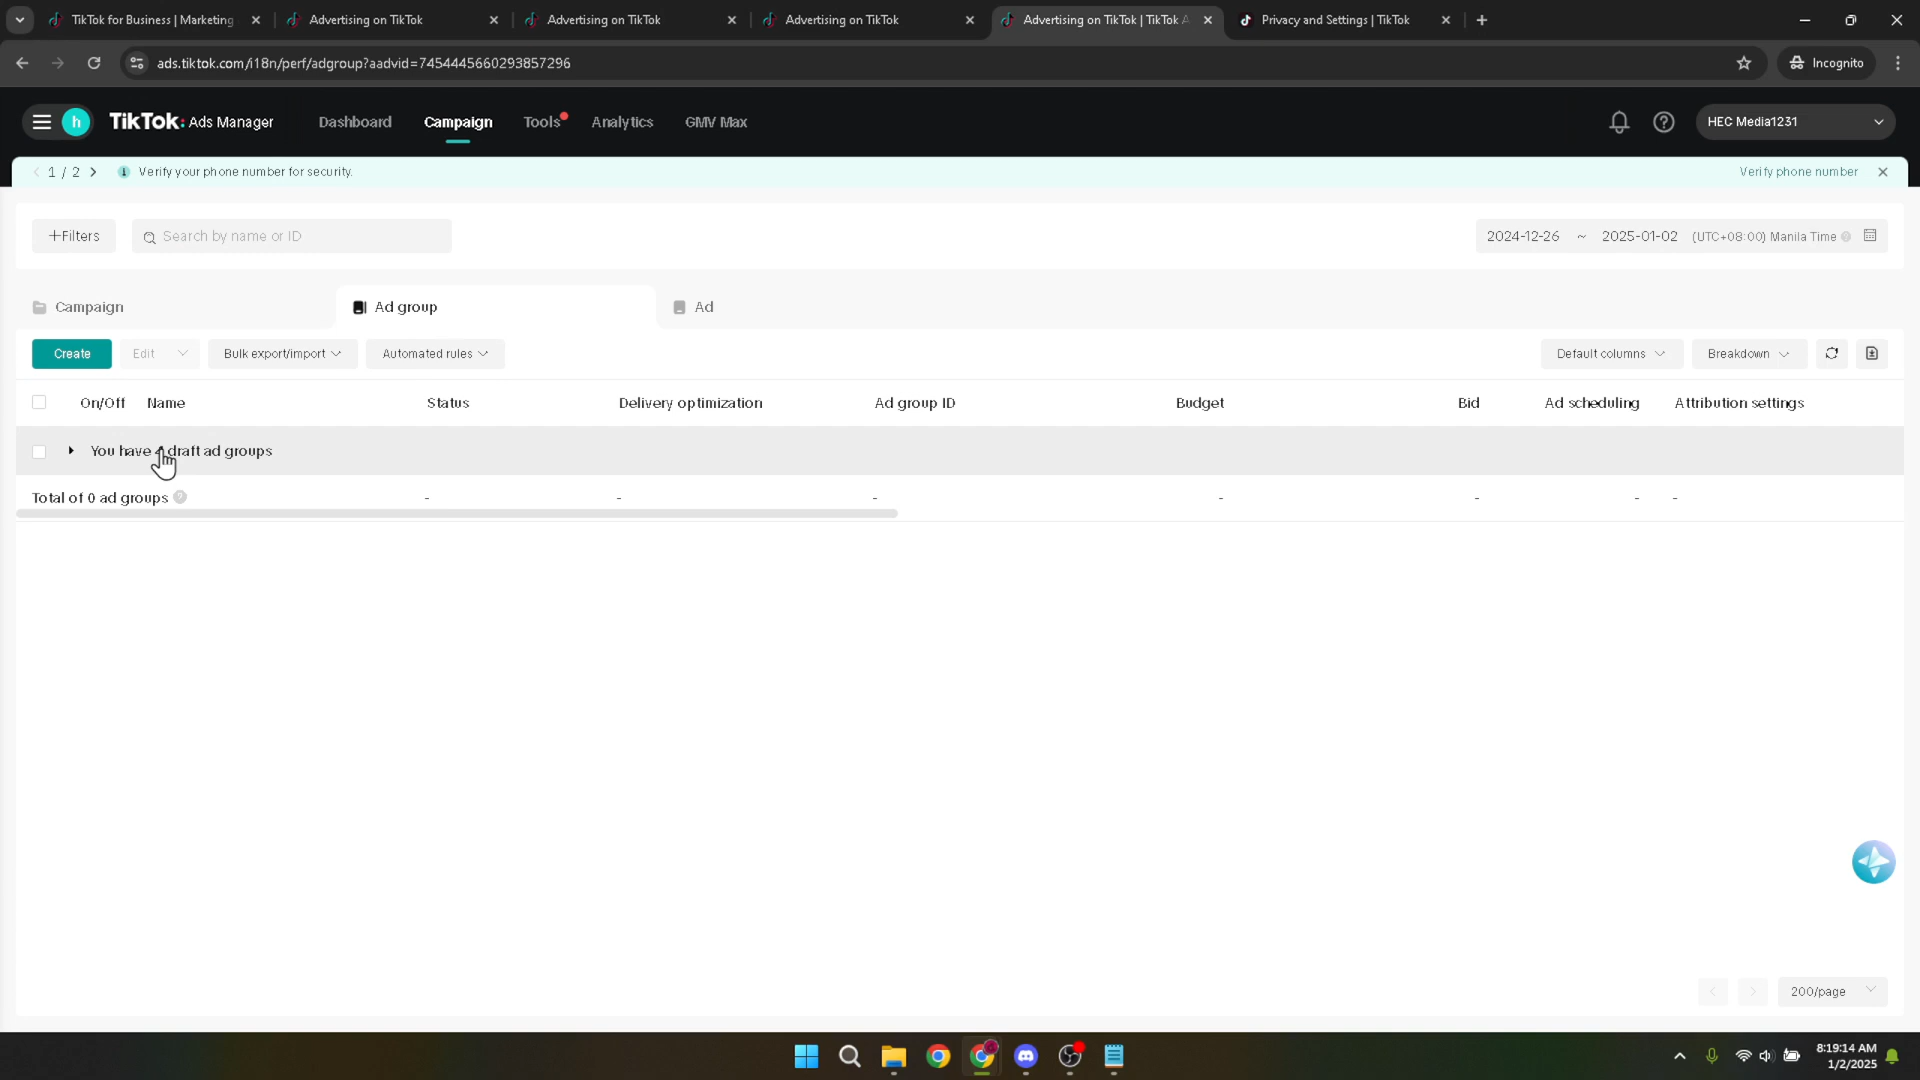 TikTok for Business | Marketing
Advertising on TikTok
Advertising on TikTok
Advertising on TikTok
Advertising on TikTok | TikTok A
Privacy and Settings | TikTok
ads.tiktok.com/i18n/perf/adgroup?aadvid=7454445660293857296
Incognito
h
TikTok: Ads Manager
Dashboard
Campaign
Tools
Analytics
GMV Max
HEC Media1231
1 / 2
Verify your phone number for security.
Verify phone number
+Filters
Search by name or ID
2024-12-26 ~ 2025-01-02 (UTC+08:00) Manila Time
Campaign
Ad group
Ad
Create
Edit
Bulk export/import
Automated rules
Default columns
Breakdown
On/Off
Name
Status
Delivery optimization
Ad group ID
Budget
Bid
Ad scheduling
Attribution settings
You have 4 draft ad groups
Total of 0 ad groups
- - - - - - -
200/page
8:19:14 AM
1/2/2025